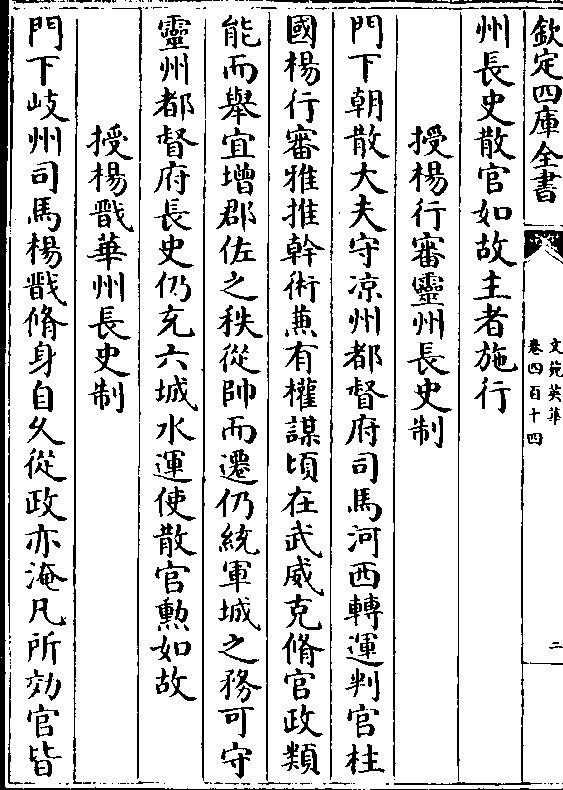 欽定四庫全書
文苑英華
卷四百十四
二
州長史散官如故主者施行
授楊行審靈州長史制
門下朝散大夫守凉州都督府司馬河西轉運判官柱
國楊行審雅推幹術蕪有權謀頃在武威克脩官政類
能而舉宜增郡佐之秩從帥而遷仍統軍城之務可守
靈州都督府長史仍充六城水運使散官勲如故
授楊戬華州長史制
門下岐州司馬楊戬脩身自久從政亦淹凡所効官皆